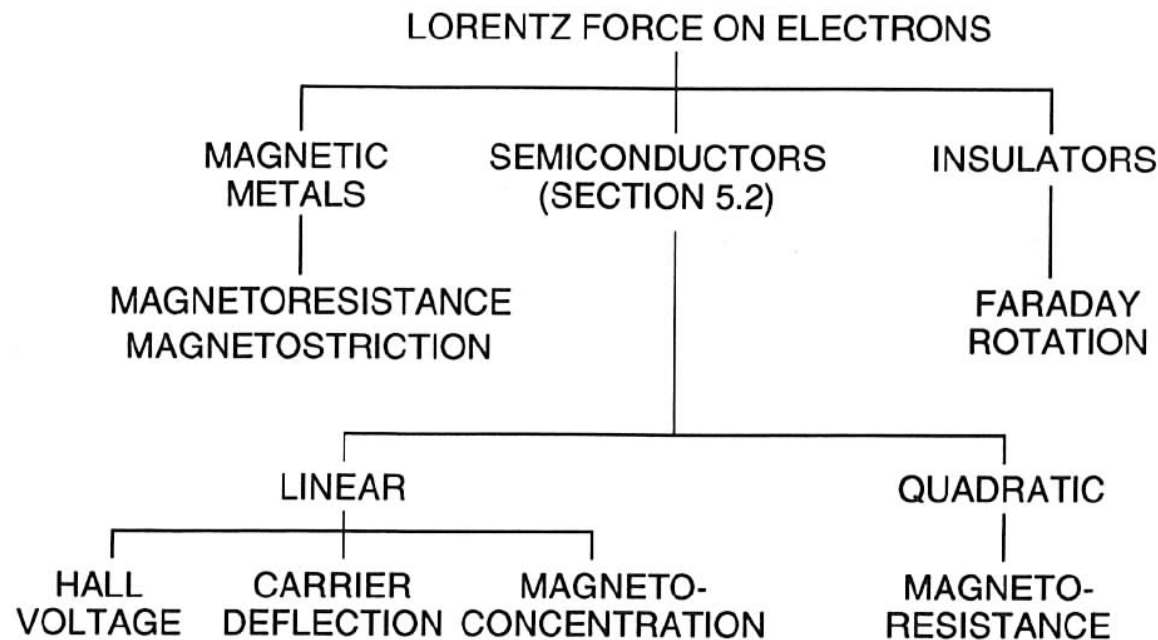 LORENTZ FORCE ON ELECTRONS
MAGNETIC
METALS
SEMICONDUCTORS
(SECTION 5.2)
INSULATORS
MAGNETORESISTANCE
MAGNETOSTRICTION
FARADAY
ROTATION
LINEAR
QUADRATIC
HALL
VOLTAGE
CARRIER
DEFLECTION
MAGNETO-
CONCENTRATION
MAGNETO-
RESISTANCE